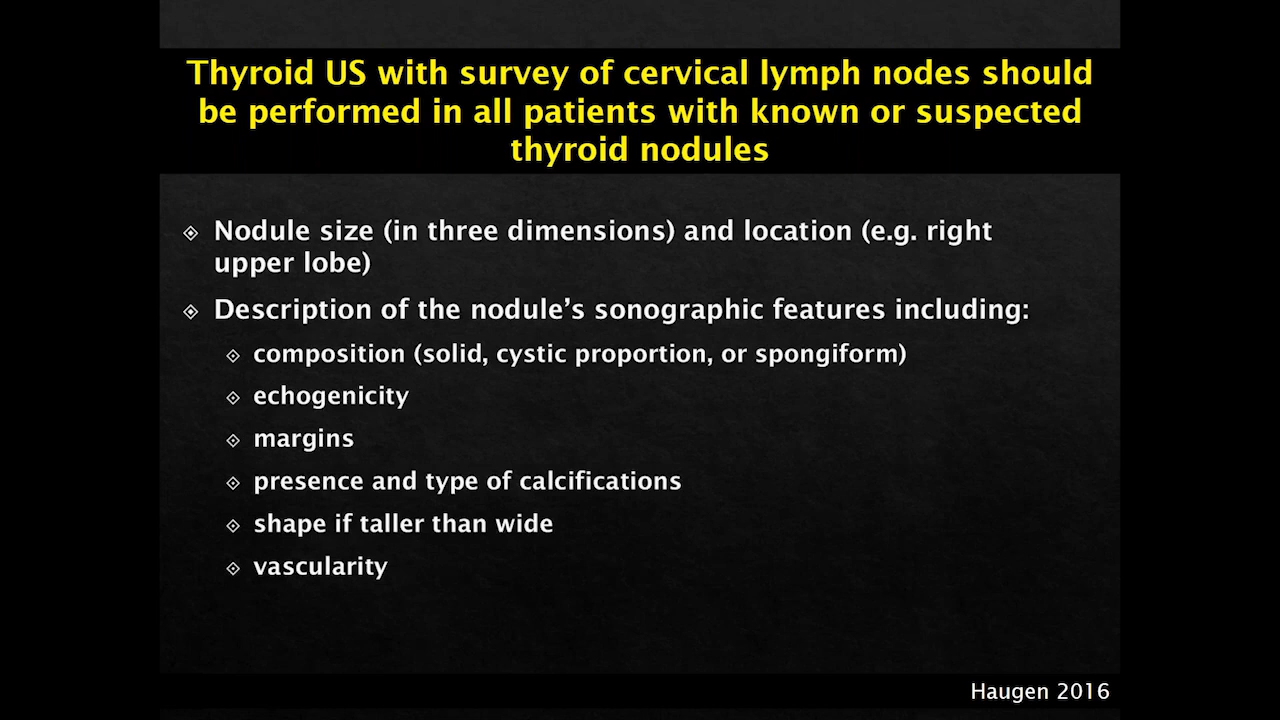 Thyroid US with survey of cervical lymph nodes should
be performed in all patients with known or suspected
thyroid nodules
Nodule size (in three dimensions) and location (e.g. right
upper lobe)
Description of the nodule’s sonographic features including:
composition (solid, cystic proportion, or spongiform)
echogenicity
margins
presence and type of calcifications
shape if taller than wide
vascularity
Haugen 2016